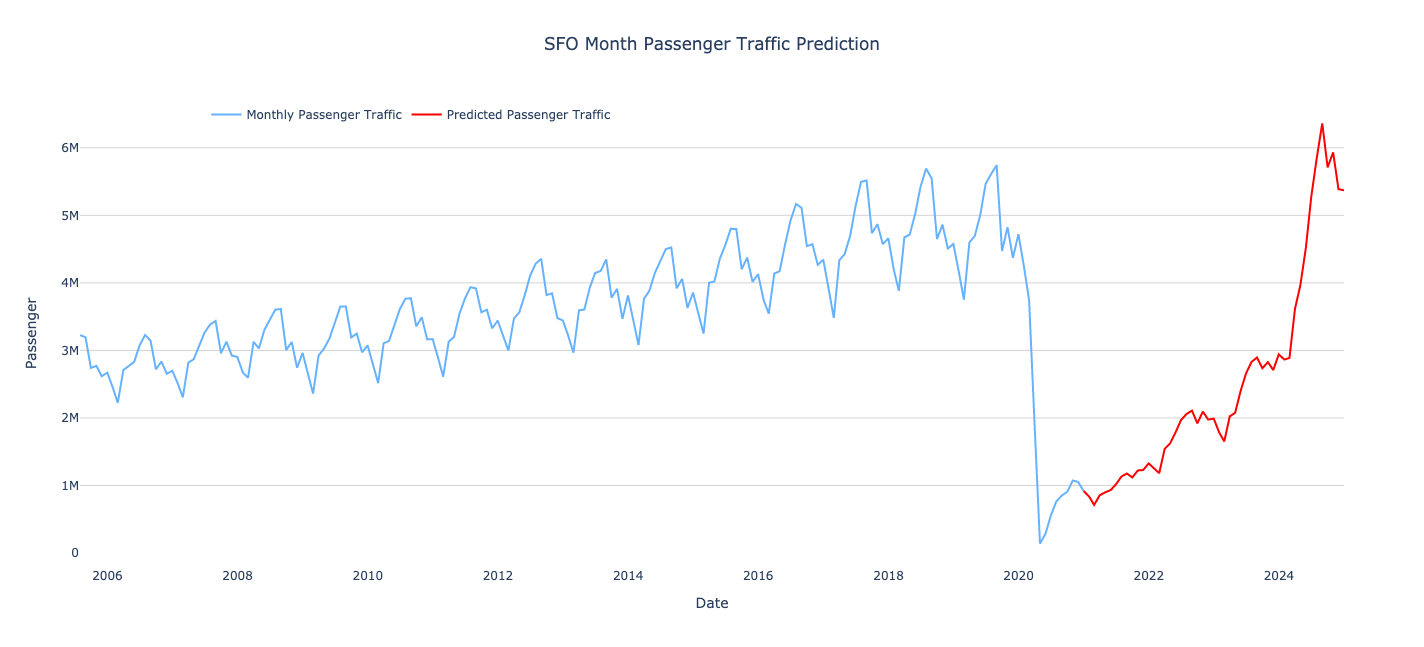 SFO Month Passenger Traffic Prediction
Monthly Passenger Traffic Predicted Passenger Traffic
6M
5M
4M
3M
2M
1M
0
Passenger
2006 2008 2010 2012 2014 2016 2018 2020 2022 2024
Date